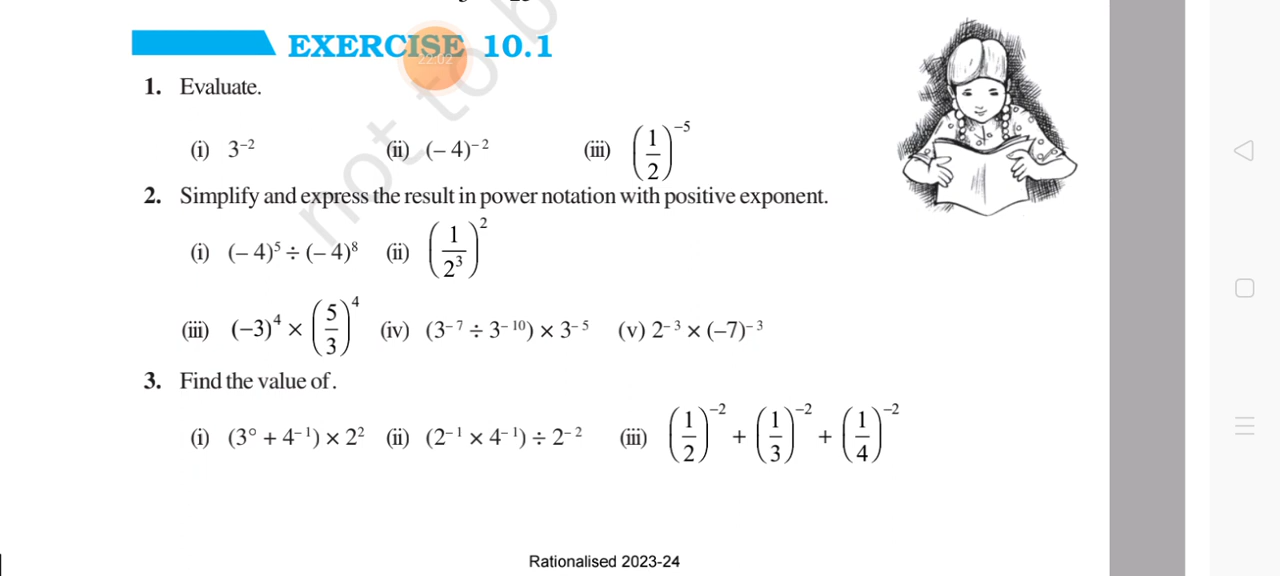 EXERCISE 10.1
22:02
not to b
1. Evaluate.
(i) 3⁻² (ii) (– 4)⁻² (iii) (1/2)⁻⁵
2. Simplify and express the result in power notation with positive exponent.
(i) (– 4)⁵ ÷ (– 4)⁸ (ii) (1/2³)²
(iii) (–3)⁴ × (5/3)⁴ (iv) (3⁻⁷ ÷ 3⁻¹⁰) × 3⁻⁵ (v) 2⁻³ × (–7)⁻³
3. Find the value of.
(i) (3° + 4⁻¹) × 2² (ii) (2⁻¹ × 4⁻¹) ÷ 2⁻² (iii) (1/2)⁻² + (1/3)⁻² + (1/4)⁻²
Rationalised 2023-24